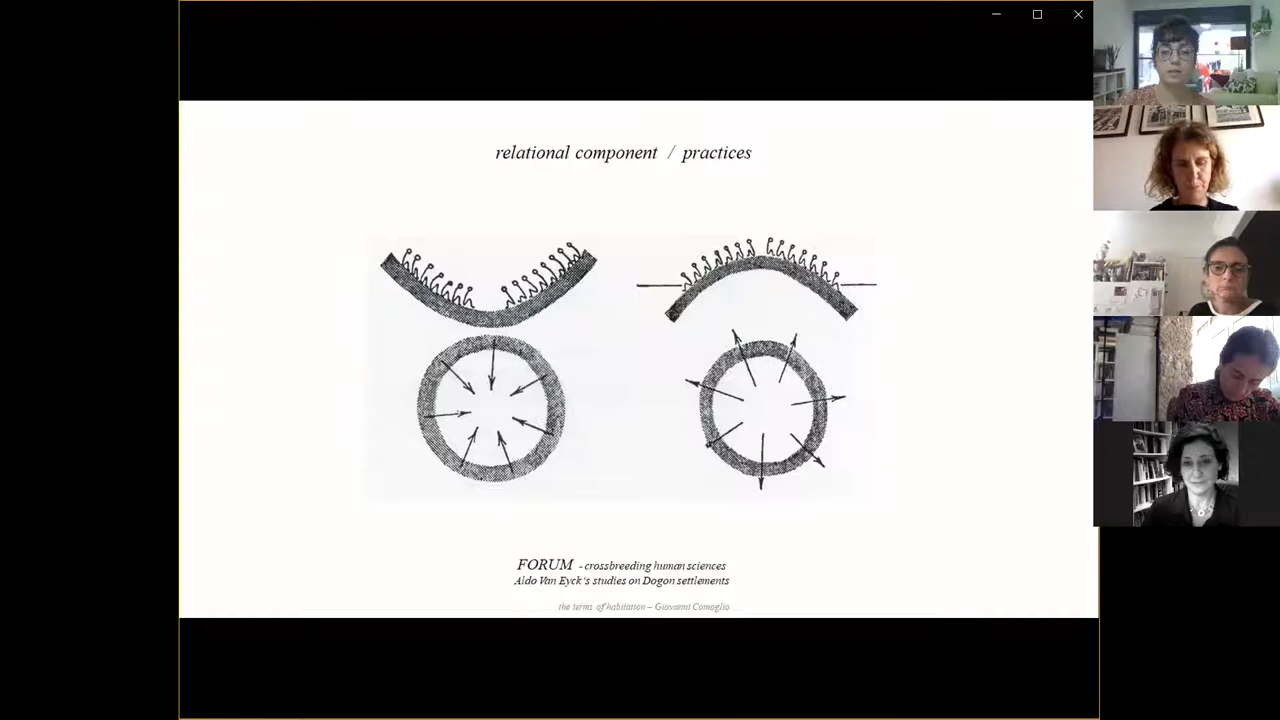 relational component / practices
FORUM - crossbreeding human sciences
Aldo Van Eyck's studies on Dogon settlements
the terms of habitation – Giovanni Comoglio